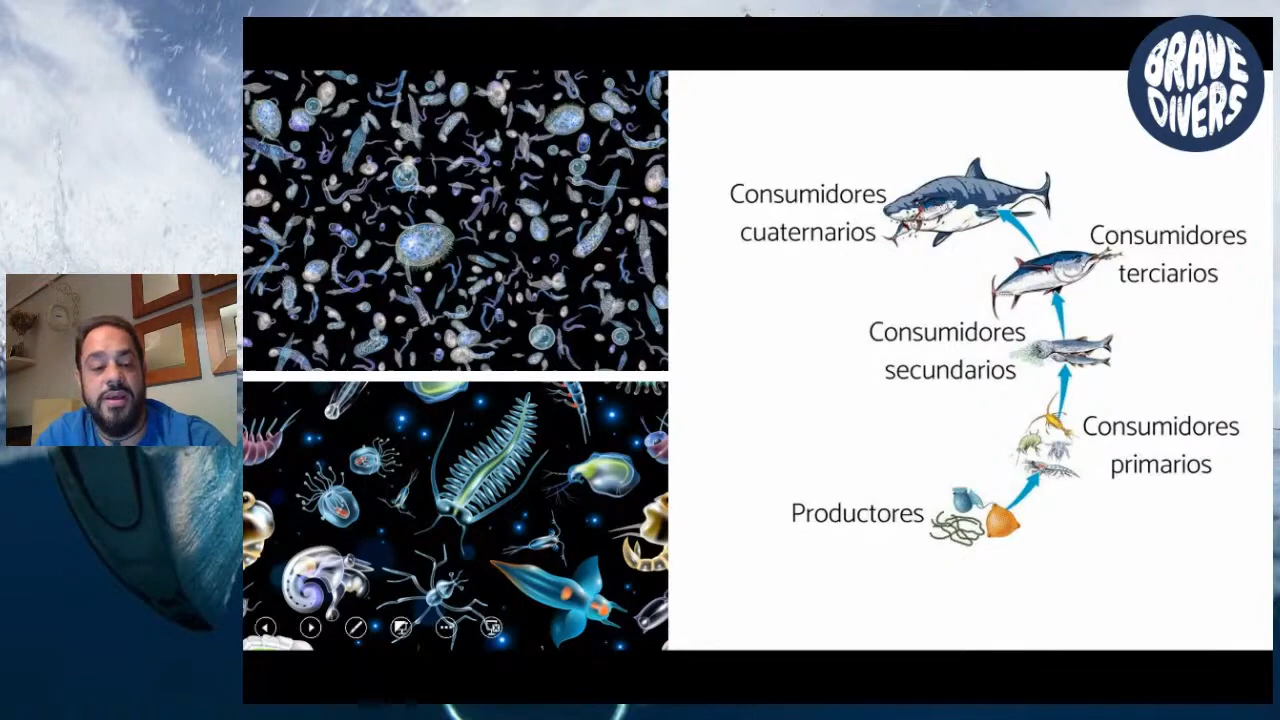 BRAVE
DIVERS
Consumidores
cuaternarios
Consumidores
terciarios
Consumidores
secundarios
Consumidores
primarios
Productores